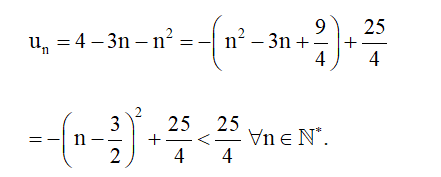 uₙ = 4 − 3n − n² = −(n² − 3n + 9/4) + 25/4
= −(n − 3/2)² + 25/4 < 25/4 ∀n ∈ ℕ*.